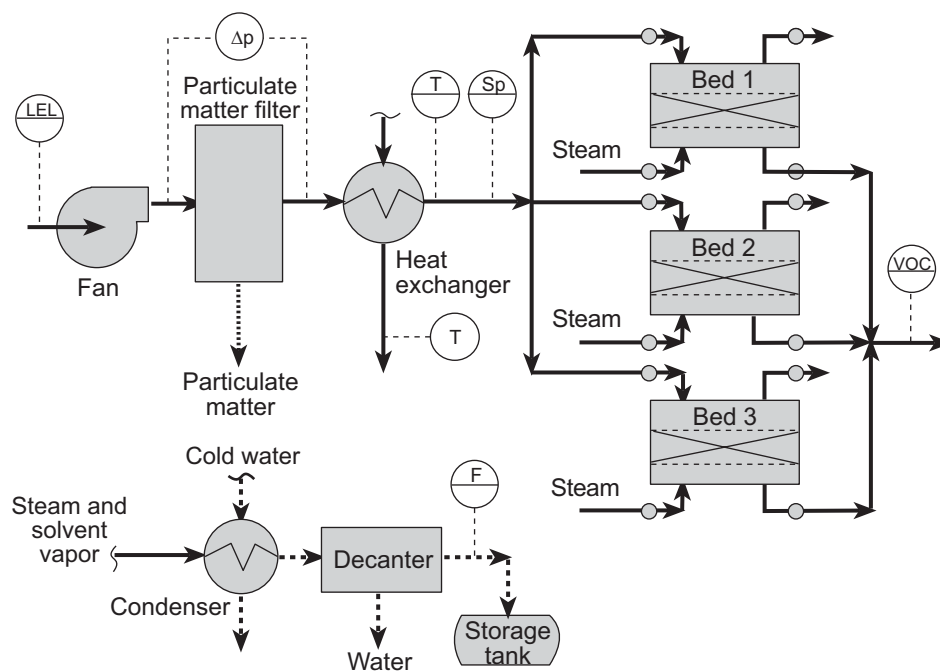 Δp
Particulate
matter filter
LEL
T
Sp
Bed 1
Steam
Fan
Heat
exchanger
Bed 2
Steam
VOC
T
Particulate
matter
Bed 3
Steam
Cold water
F
Steam and
solvent
vapor
Decanter
Condenser
Water
Storage
tank